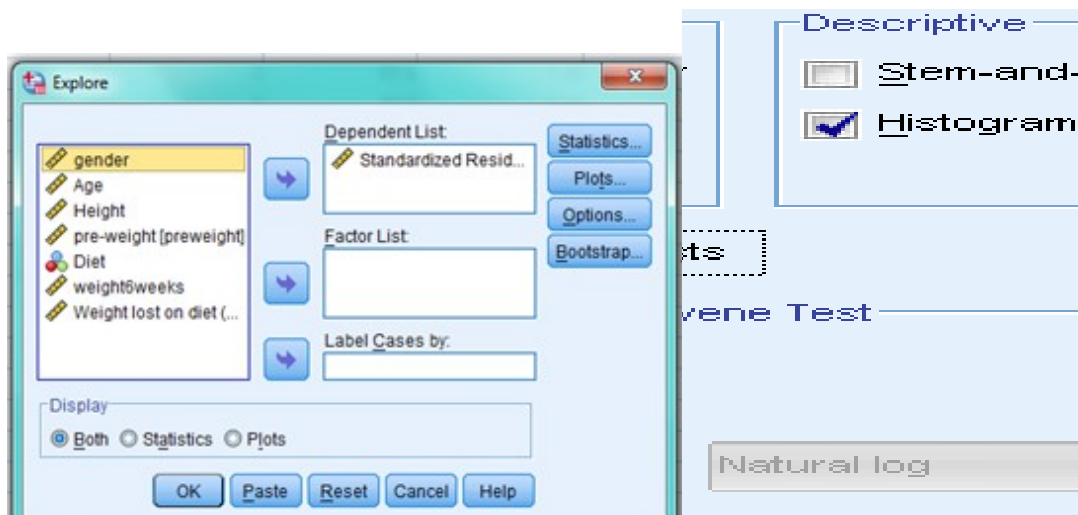 Explore
Dependent List:
Standardized Resid...
gender
Age
Height
pre-weight [preweight]
Diet
weight6weeks
Weight lost on diet (...
Factor List:
Label Cases by:
Statistics...
Plots...
Options...
Bootstrap...
Display
Both Statistics Plots
OK Paste Reset Cancel Help
Descriptive
Stem-and-
Histogram
ts
vene Test
Natural log